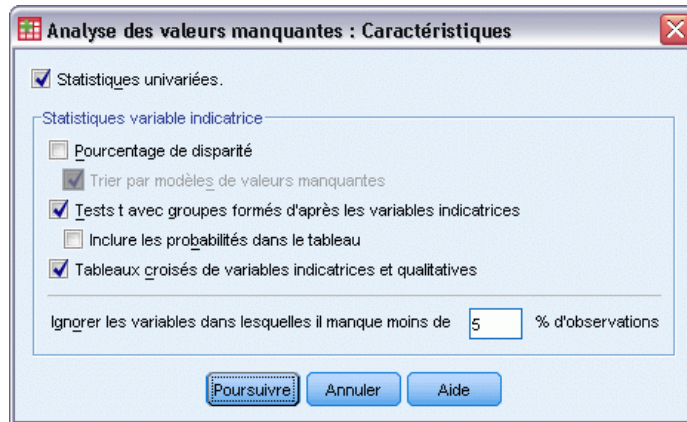 Analyse des valeurs manquantes : Caractéristiques
Statistiques univariées.
Statistiques variable indicatrice
Pourcentage de disparité
Trier par modèles de valeurs manquantes
Tests t avec groupes formés d'après les variables indicatrices
Inclure les probabilités dans le tableau
Tableaux croisés de variables indicatrices et qualitatives
Ignorer les variables dans lesquelles il manque moins de 5 % d'observations
Poursuivre Annuler Aide